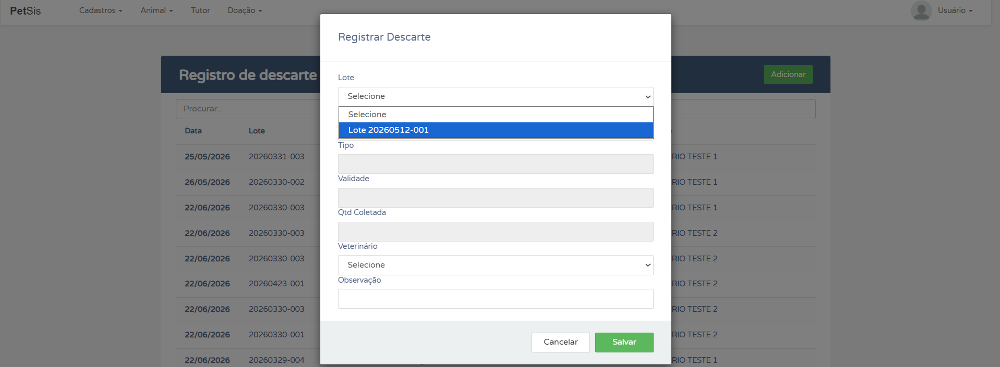 PetSis Cadastros Animal Tutor Doação Usuário
Registrar Descarte
Registro de descarte
Adicionar
Lote
Selecione
Procurar..
Selecione
Lote 20260512-001
Data Lote
Tipo
25/05/2026 20260331-003 RIO TESTE 1
Validade
26/05/2026 20260330-002 RIO TESTE 1
Qtd Coletada
22/06/2026 20260330-003 RIO TESTE 1
22/06/2026 20260330-003 RIO TESTE 2
Veterinário
Selecione
22/06/2026 20260330-003 RIO TESTE 2
Observação
22/06/2026 20260423-001 RIO TESTE 2
22/06/2026 20260330-003 RIO TESTE 2
22/06/2026 20260330-001 RIO TESTE 2
Cancelar Salvar
22/06/2026 20260329-004 RIO TESTE 1